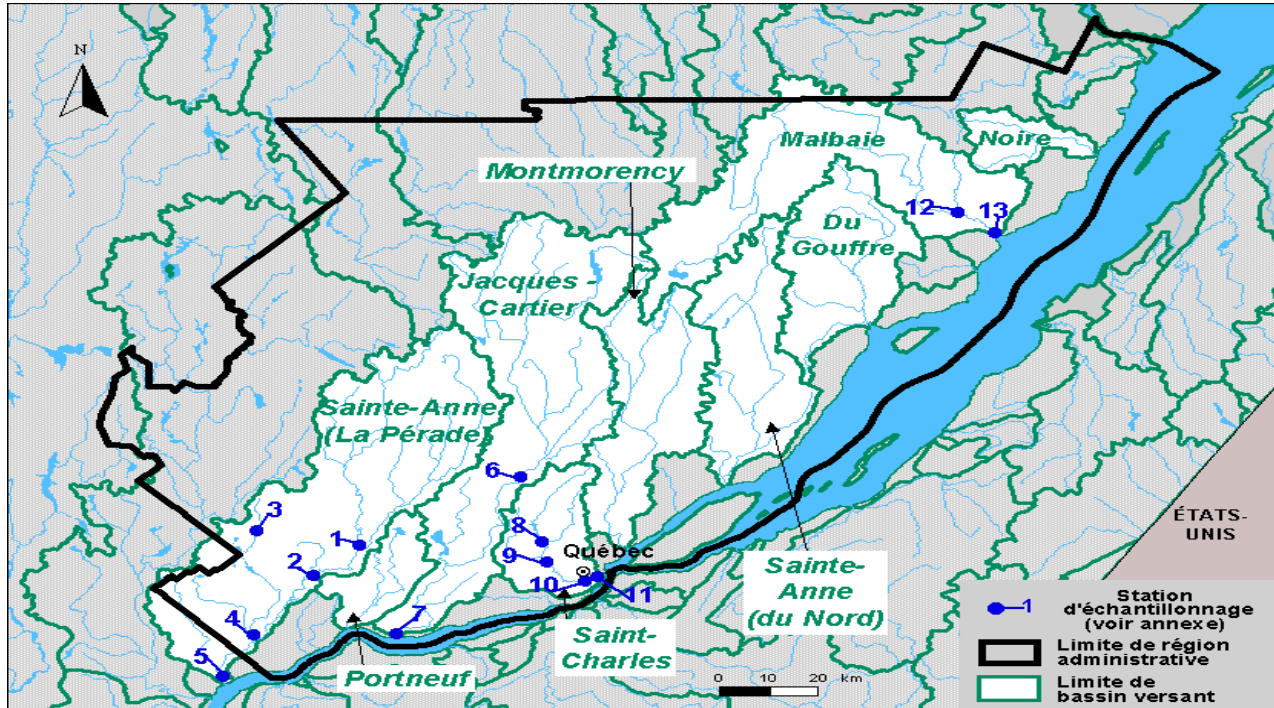 N
Malbaie
Noire
Montmorency
12
13
Du
Gouffre
Jacques -
Cartier
Sainte-Anne
(La Pérade)
6
3
1
8
ÉTATS-
UNIS
9
Québec
2
10
11
Sainte-
Anne
(du Nord)
4
7
Saint-
Charles
5
Portneuf
0 10 20 km
1 Station
d'échantillonnage
(voir annexe)
Limite de région
administrative
Limite de
bassin versant